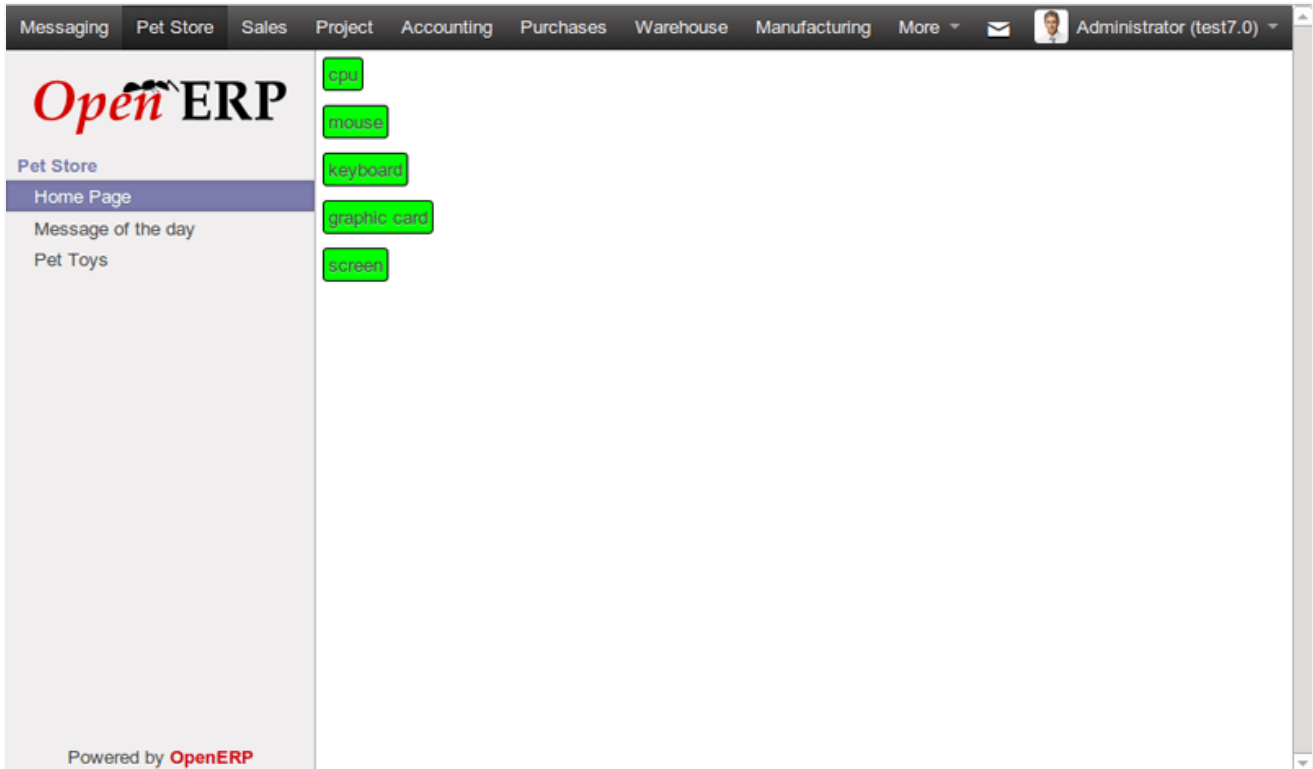 Messaging Pet Store Sales Project Accounting Purchases Warehouse Manufacturing More Administrator (test7.0)
OpenERP
Pet Store
Home Page
Message of the day
Pet Toys
cpu
mouse
keyboard
graphic card
screen
Powered by OpenERP